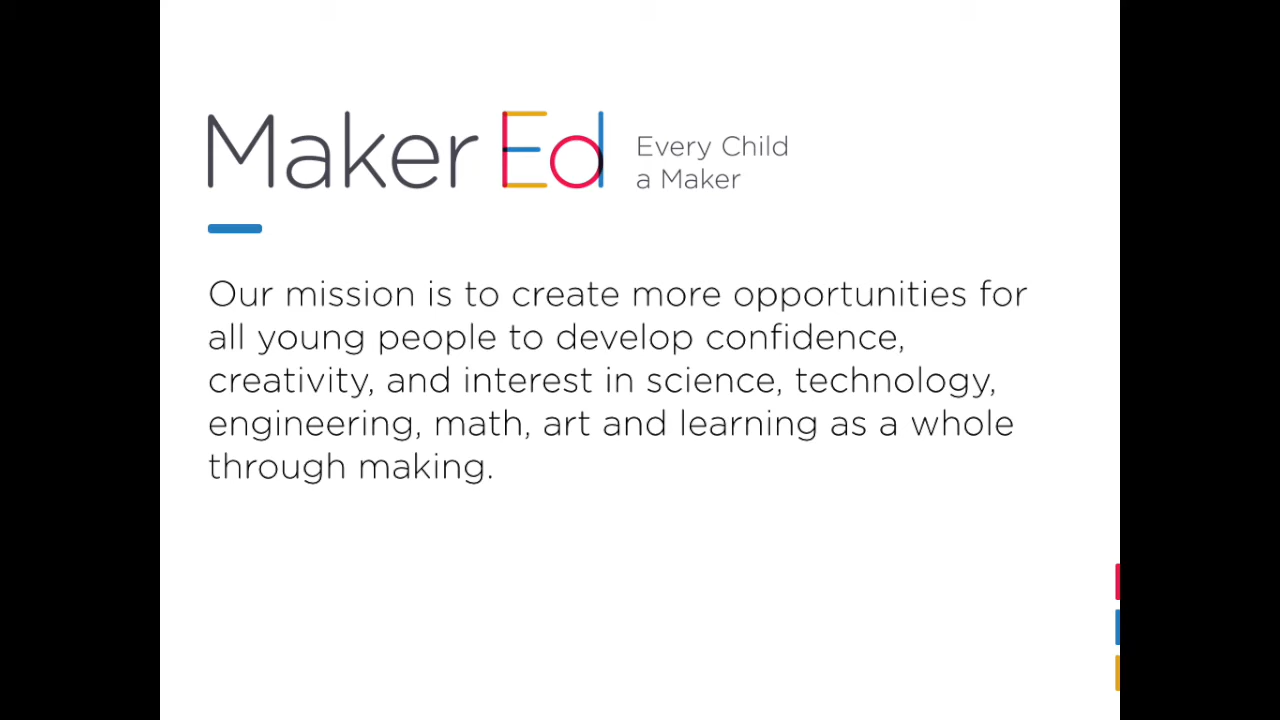 Maker Ed
Every Child
a Maker
Our mission is to create more opportunities for
all young people to develop confidence,
creativity, and interest in science, technology,
engineering, math, art and learning as a whole
through making.